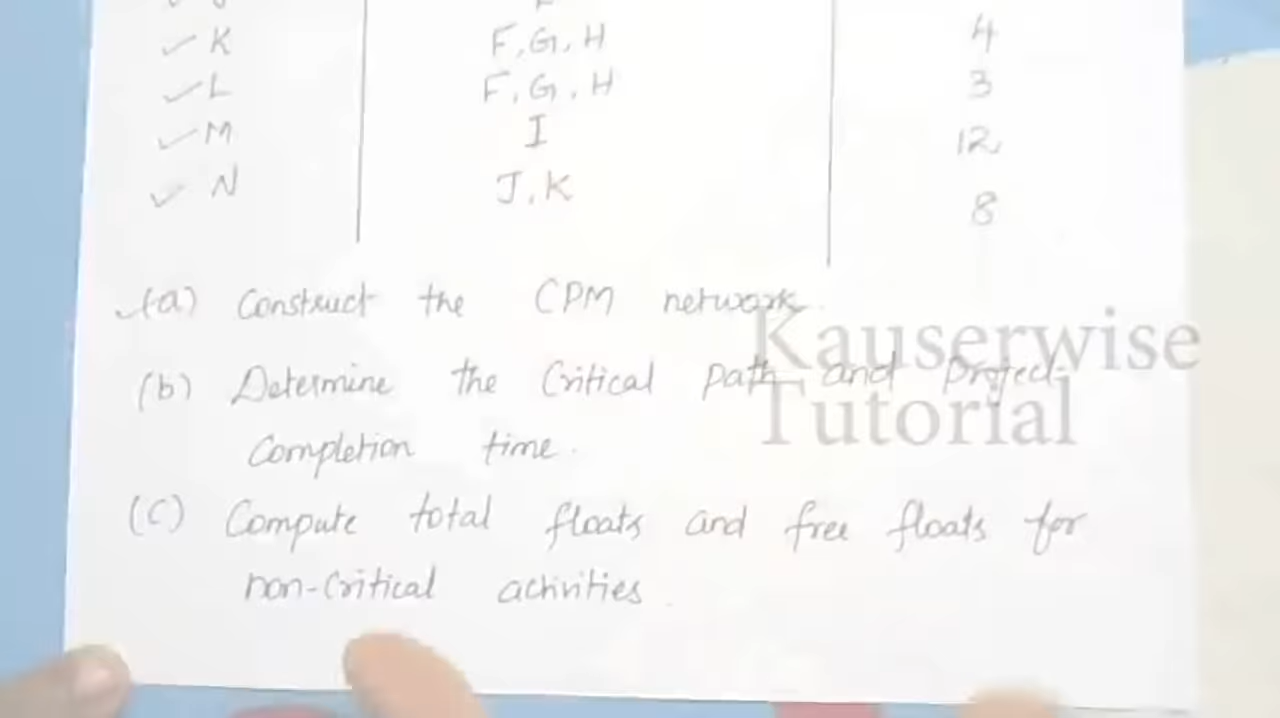 K F, G, H 4
L F, G, H 3
M I 12
N J, K 8
(a) Construct the CPM network.
(b) Determine the Critical path and project
Completion time.
(c) Compute total floats and free floats for
non-Critical activities.
Kauserwise
Tutorial